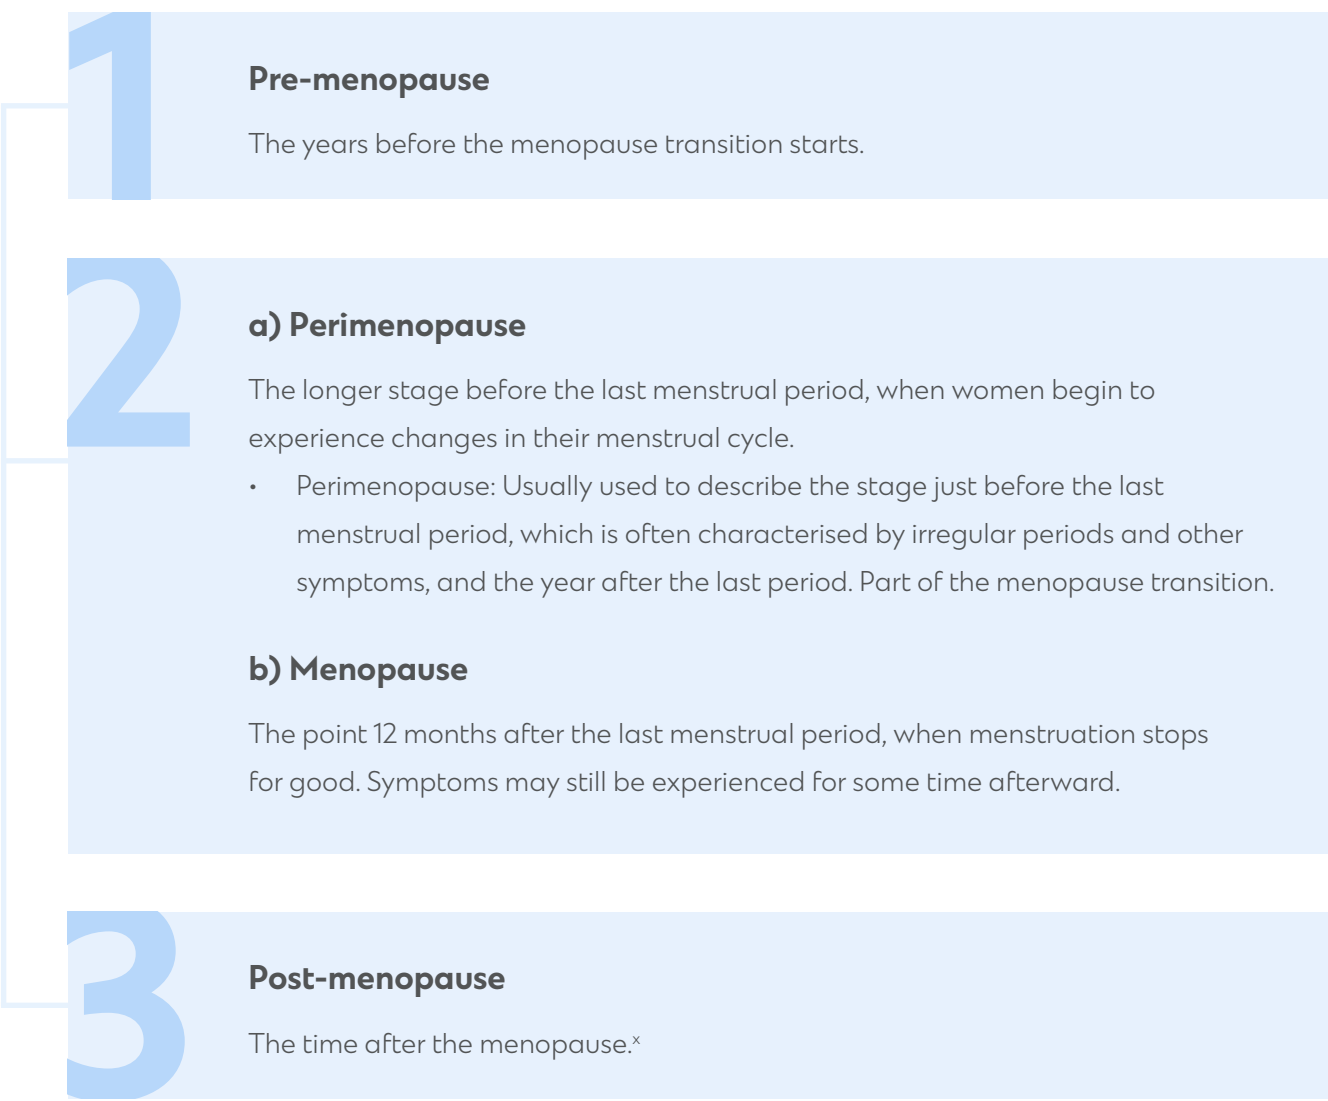 1
Pre-menopause
The years before the menopause transition starts.
2
a) Perimenopause
The longer stage before the last menstrual period, when women begin to
experience changes in their menstrual cycle.
• Perimenopause: Usually used to describe the stage just before the last
menstrual period, which is often characterised by irregular periods and other
symptoms, and the year after the last period. Part of the menopause transition.
b) Menopause
The point 12 months after the last menstrual period, when menstruation stops
for good. Symptoms may still be experienced for some time afterward.
3
Post-menopause
The time after the menopause.ˣ